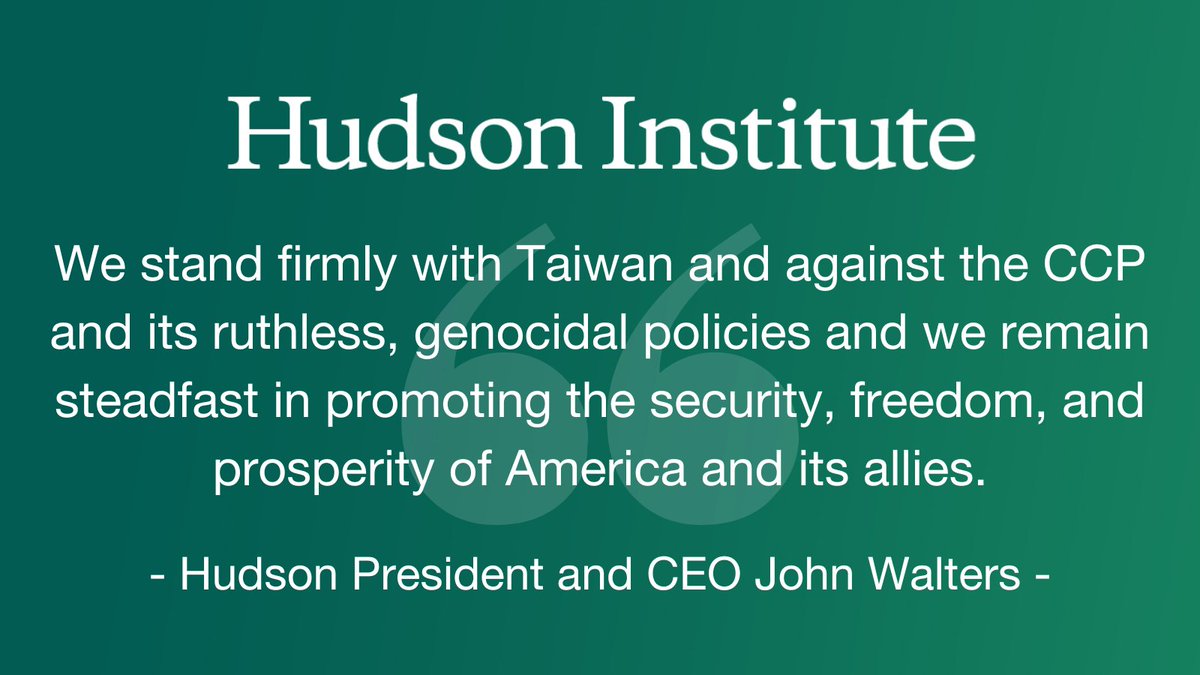 Hudson Institute
We stand firmly with Taiwan and against the CCP
and its ruthless, genocidal policies and we remain
steadfast in promoting the security, freedom, and
prosperity of America and its allies.
- Hudson President and CEO John Walters -